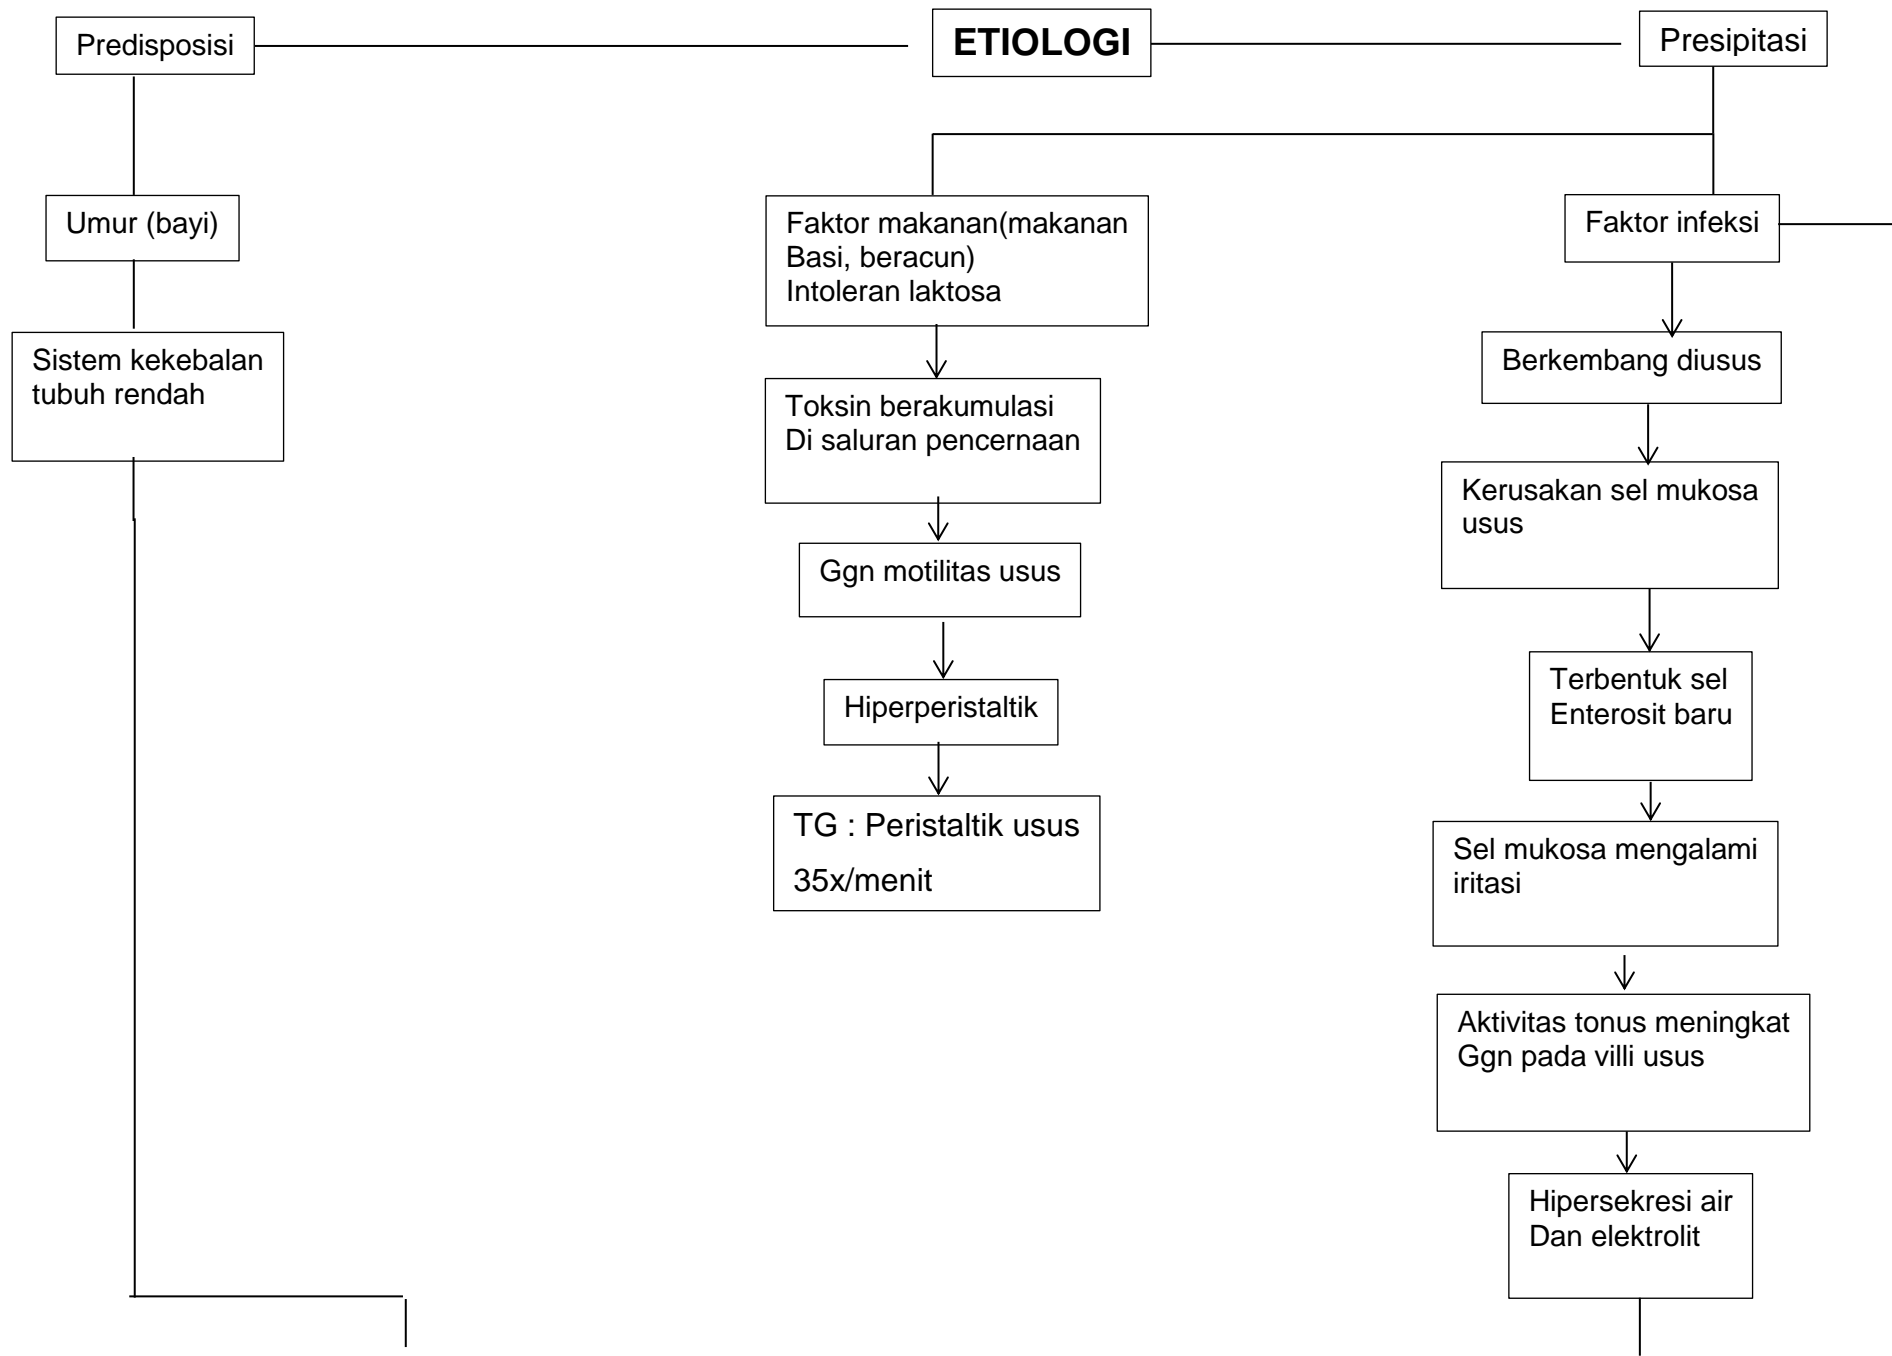 Predisposisi
ETIOLOGI
Presipitasi
Umur (bayi)
Faktor makanan(makanan
Basi, beracun)
Intoleran laktosa
Faktor infeksi
Sistem kekebalan
tubuh rendah
Berkembang diusus
Toksin berakumulasi
Di saluran pencernaan
Kerusakan sel mukosa
usus
Ggn motilitas usus
Terbentuk sel
Enterosit baru
Hiperperistaltik
TG : Peristaltik usus
35x/menit
Sel mukosa mengalami
iritasi
Aktivitas tonus meningkat
Ggn pada villi usus
Hipersekresi air
Dan elektrolit